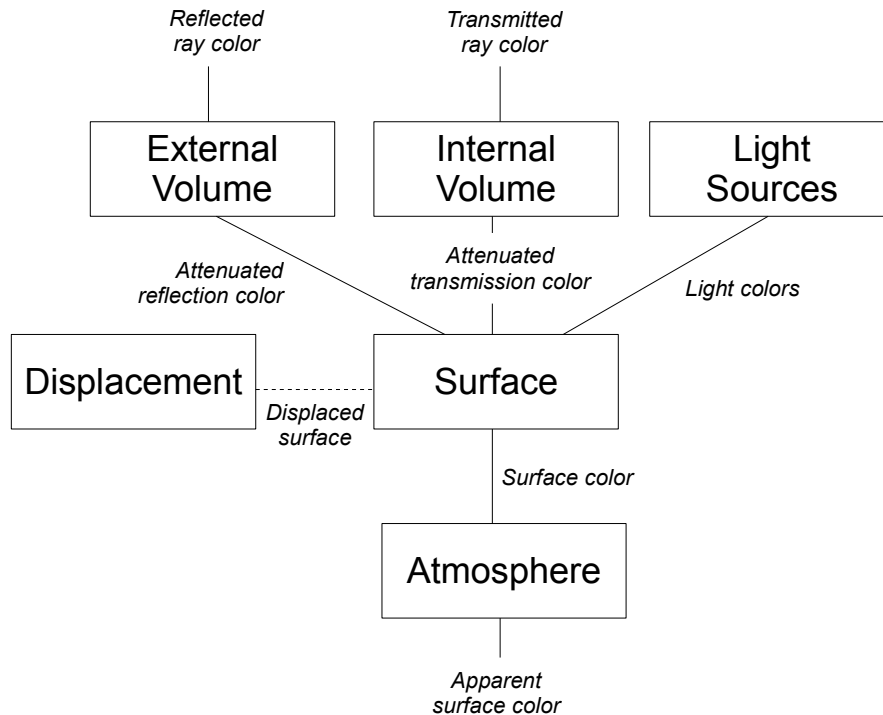 Reflected
ray color
Transmitted
ray color
External
Volume
Internal
Volume
Light
Sources
Attenuated
reflection color
Attenuated
transmission color
Light colors
Displacement
Displaced
surface
Surface
Surface color
Atmosphere
Apparent
surface color